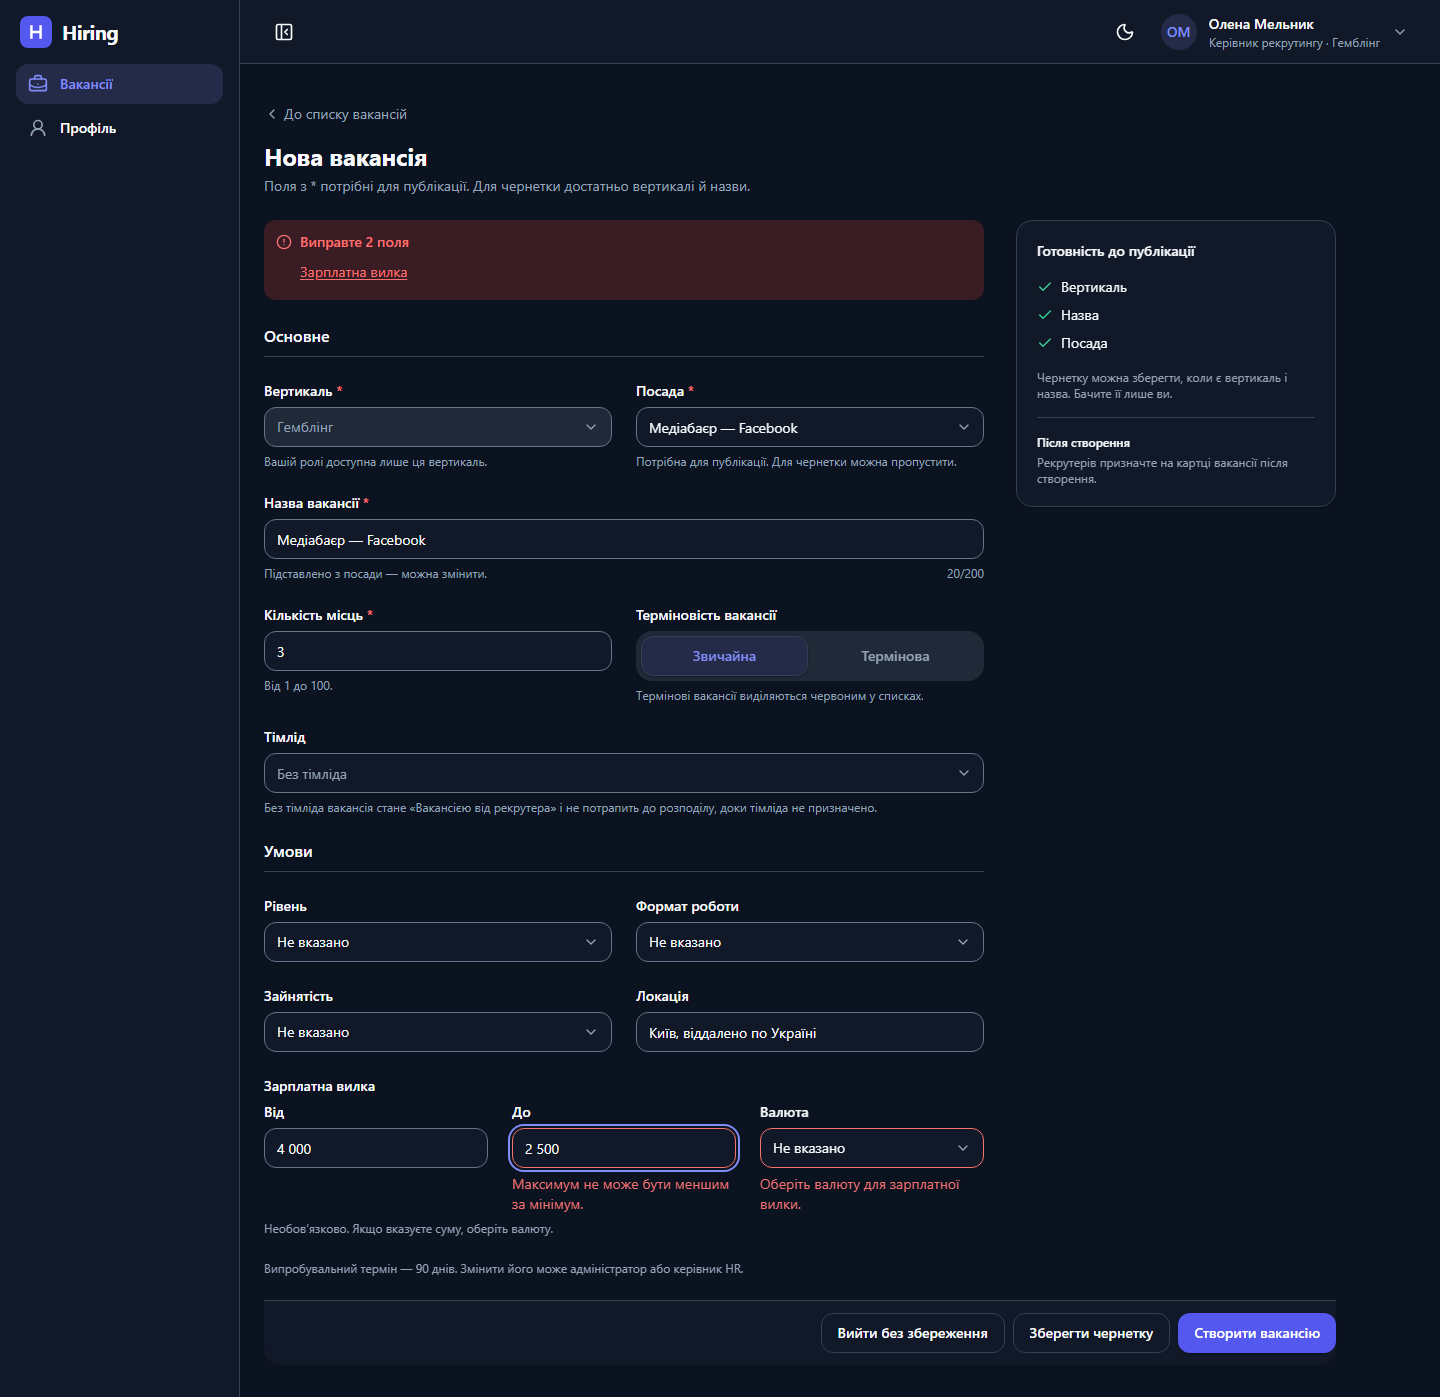 H Hiring
Вакансії
Профіль
ОМ
Олена Мельник
Керівник рекрутингу · Гемблінг
До списку вакансій
Нова вакансія
Поля з * потрібні для публікації. Для чернетки достатньо вертикалі й назви.
Виправте 2 поля
Зарплатна вилка
Основне
Вертикаль *
Гемблінг
Вашій ролі доступна лише ця вертикаль.
Посада *
Медіабаєр — Facebook
Потрібна для публікації. Для чернетки можна пропустити.
Назва вакансії *
Медіабаєр — Facebook
Підставлено з посади — можна змінити.
20/200
Кількість місць *
3
Від 1 до 100.
Терміновість вакансії
Звичайна
Термінова
Термінові вакансії виділяються червоним у списках.
Тімлід
Без тімліда
Без тімліда вакансія стане «Вакансією від рекрутера» і не потрапить до розподілу, доки тімліда не призначено.
Умови
Рівень
Не вказано
Формат роботи
Не вказано
Зайнятість
Не вказано
Локація
Київ, віддалено по Україні
Зарплатна вилка
Від
4 000
До
2 500
Максимум не може бути меншим
за мінімум.
Валюта
Не вказано
Оберіть валюту для зарплатної
вилки.
Необов’язково. Якщо вказуєте суму, оберіть валюту.
Випробувальний термін — 90 днів. Змінити його може адміністратор або керівник HR.
Вийти без збереження
Зберегти чернетку
Створити вакансію
Готовність до публікації
Вертикаль
Назва
Посада
Чернетку можна зберегти, коли є вертикаль і
назва. Бачите її лише ви.
Після створення
Рекрутерів призначте на картці вакансії після
створення.